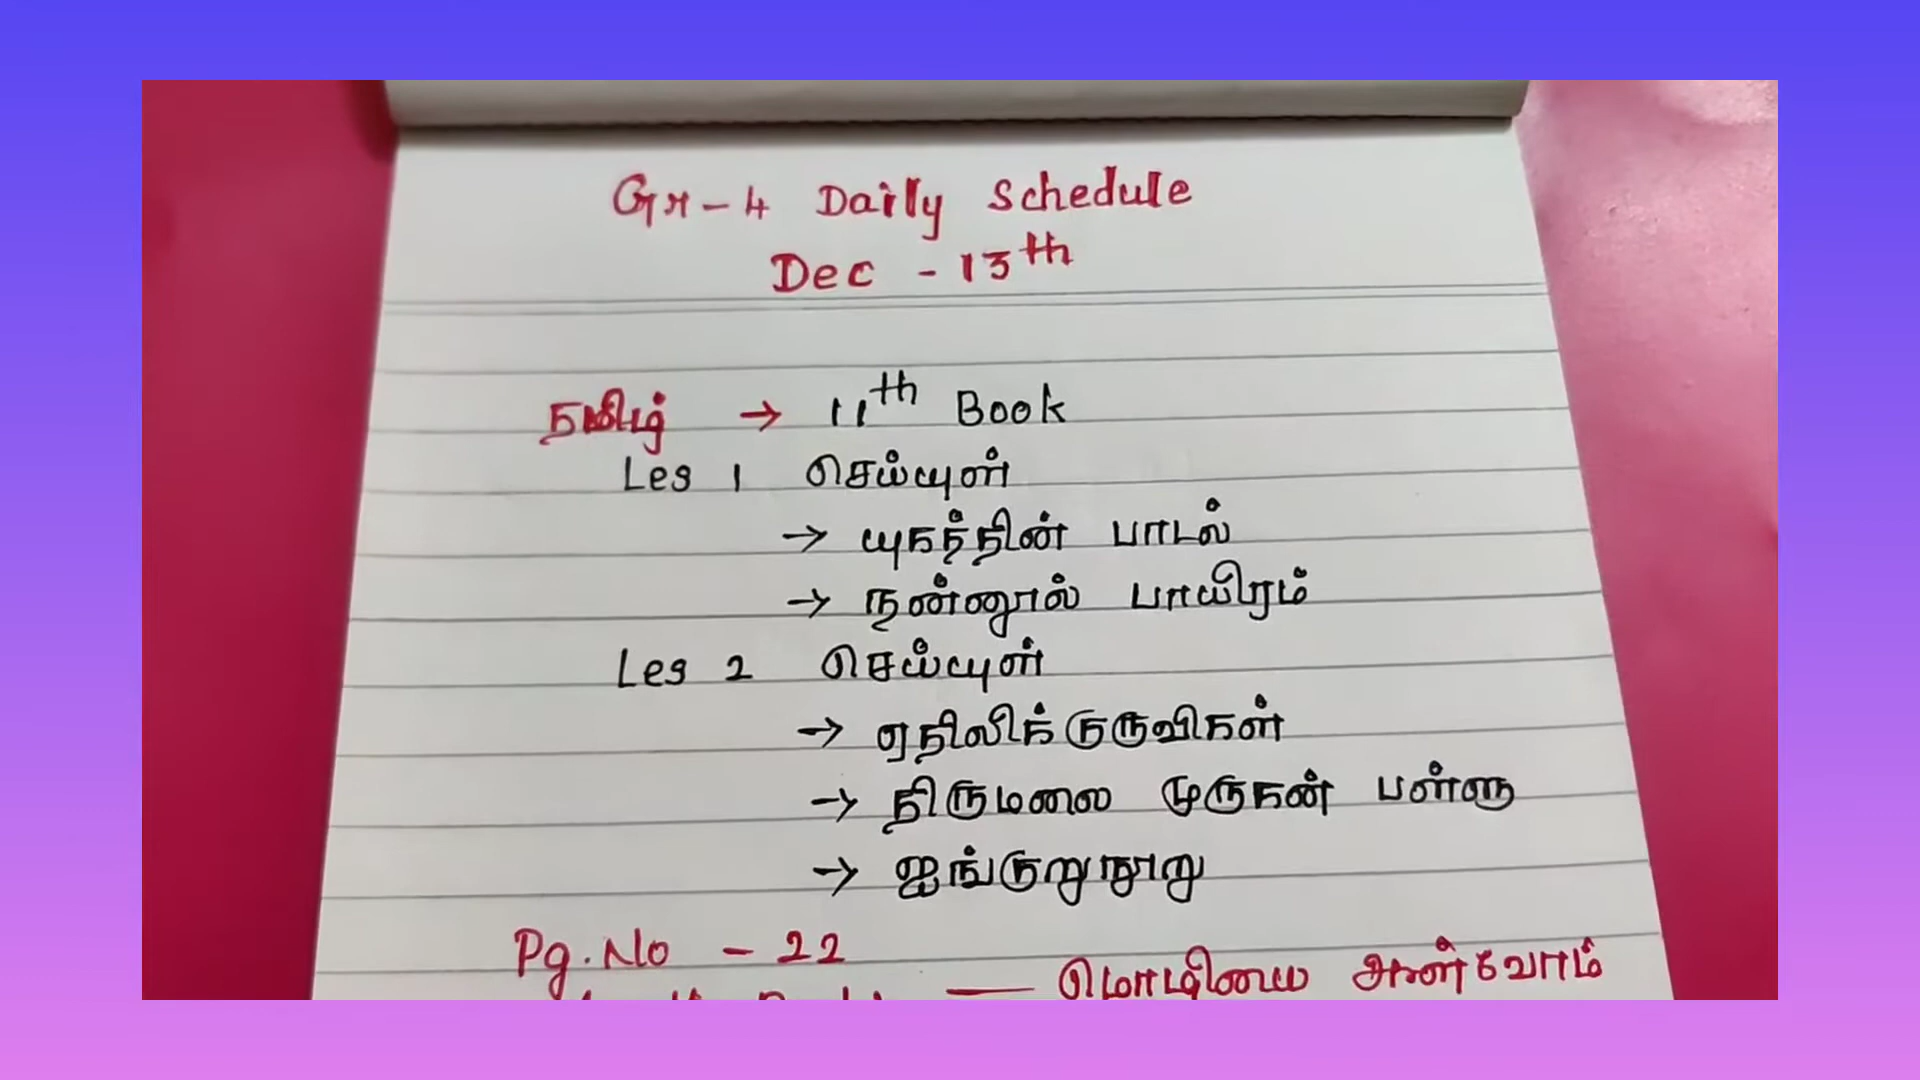 Gr-4 Daily Schedule
Dec - 13th
தமிழ் → 11th Book
Les 1 செய்யுள்
→ யுகத்தின் பாடல்
→ நன்னூல் பாயிரம்
Les 2 செய்யுள்
→ ஏதிலிக்குருவிகள்
→ திருமலை முருகன் பள்ளு
→ ஐங்குறுநூறு
Pg.No - 22
— மொழியை ஆள்வோம்